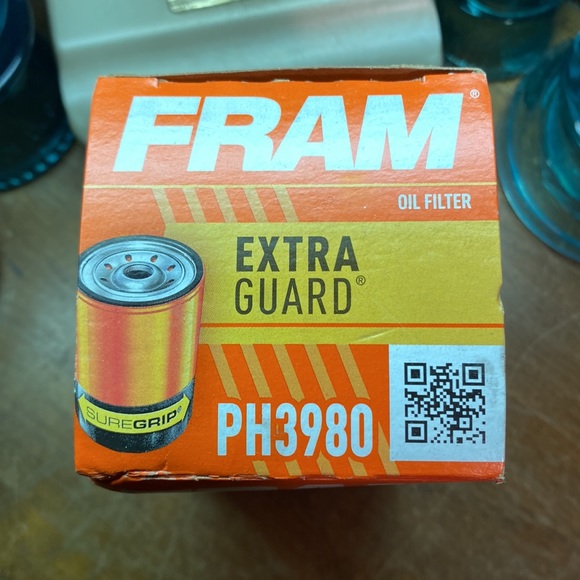 FRAM®
OIL FILTER
EXTRA
GUARD®
SUREGRIP®
PH3980